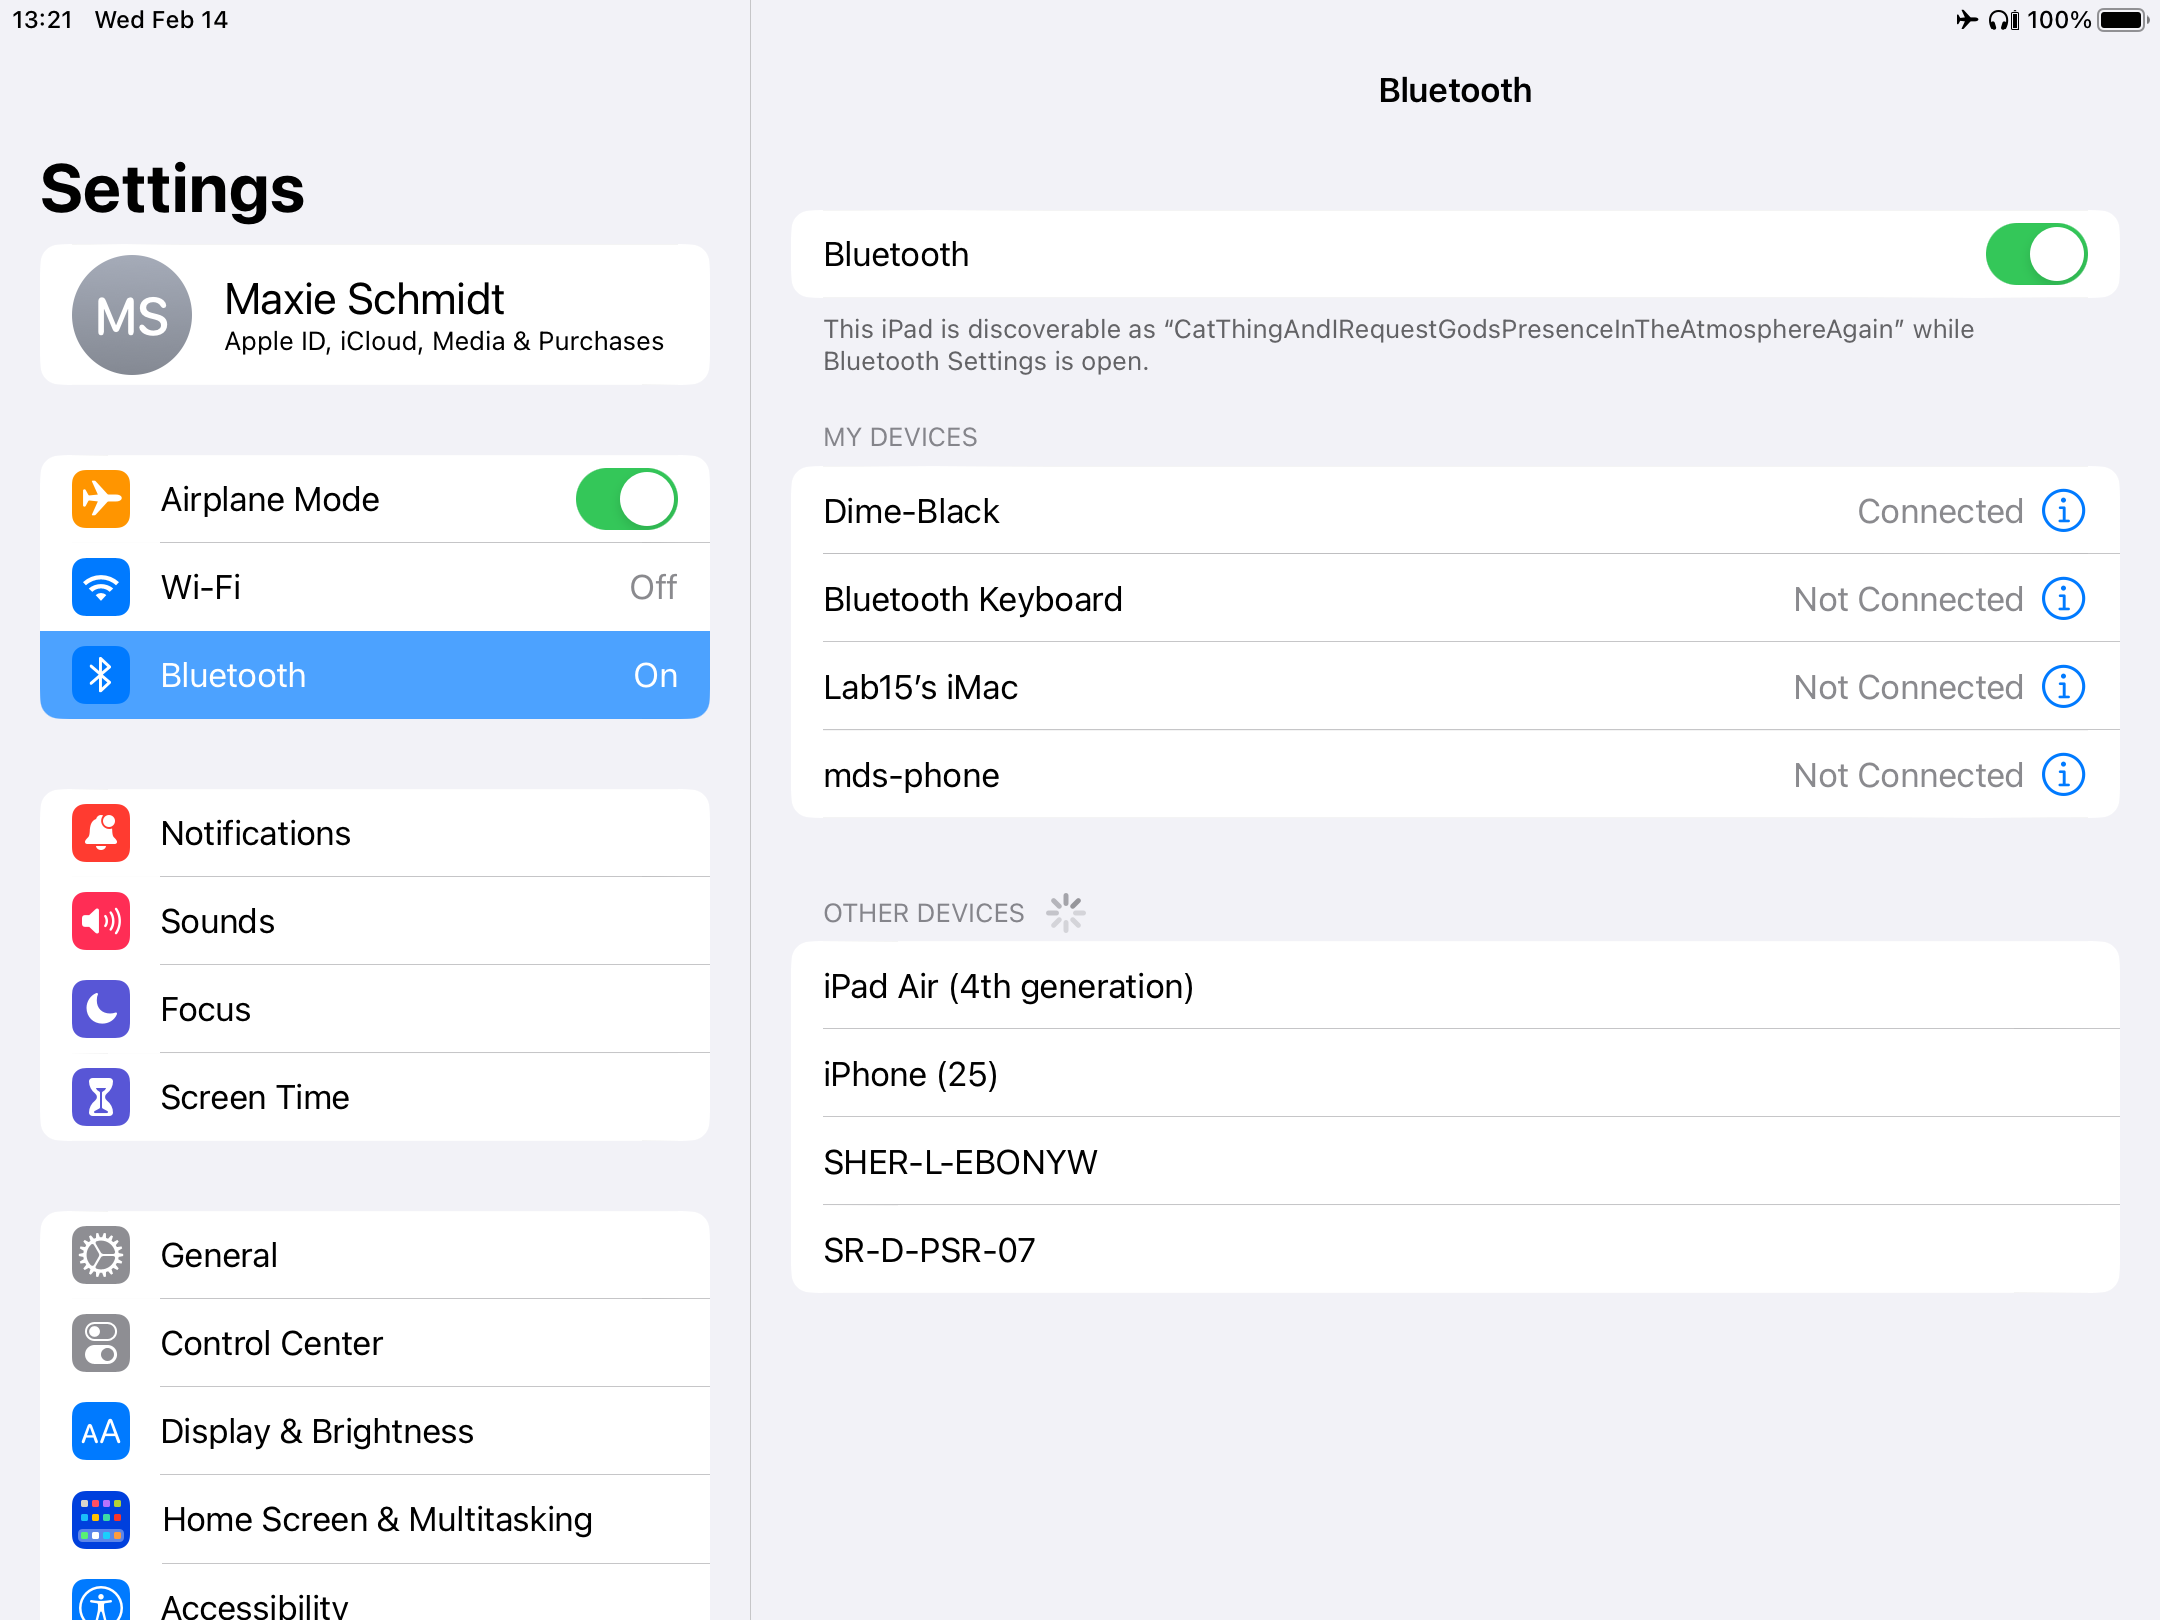 13:21 Wed Feb 14
100%
Settings
MS
Maxie Schmidt
Apple ID, iCloud, Media & Purchases
Airplane Mode
Wi-Fi Off
Bluetooth On
Notifications
Sounds
Focus
Screen Time
General
Control Center
AA
Display & Brightness
Home Screen & Multitasking
Accessibility
Bluetooth
Bluetooth
This iPad is discoverable as “CatThingAndIRequestGodsPresenceInTheAtmosphereAgain” while
Bluetooth Settings is open.
MY DEVICES
Dime-Black Connected
Bluetooth Keyboard Not Connected
Lab15’s iMac Not Connected
mds-phone Not Connected
OTHER DEVICES
iPad Air (4th generation)
iPhone (25)
SHER-L-EBONYW
SR-D-PSR-07